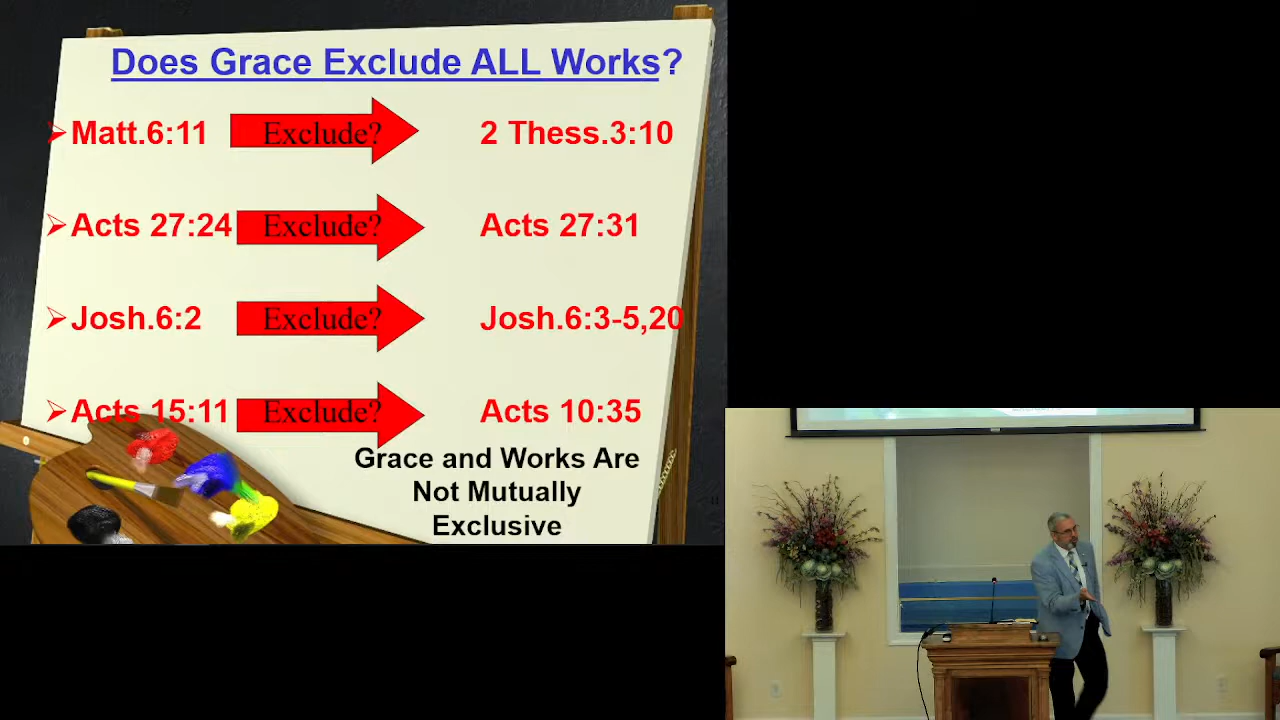 Does Grace Exclude ALL Works?
Matt.6:11 Exclude? 2 Thess.3:10
Acts 27:24 Exclude? Acts 27:31
Josh.6:2 Exclude? Josh.6:3-5,20
Acts 15:11 Exclude? Acts 10:35
Grace and Works Are
Not Mutually
Exclusive